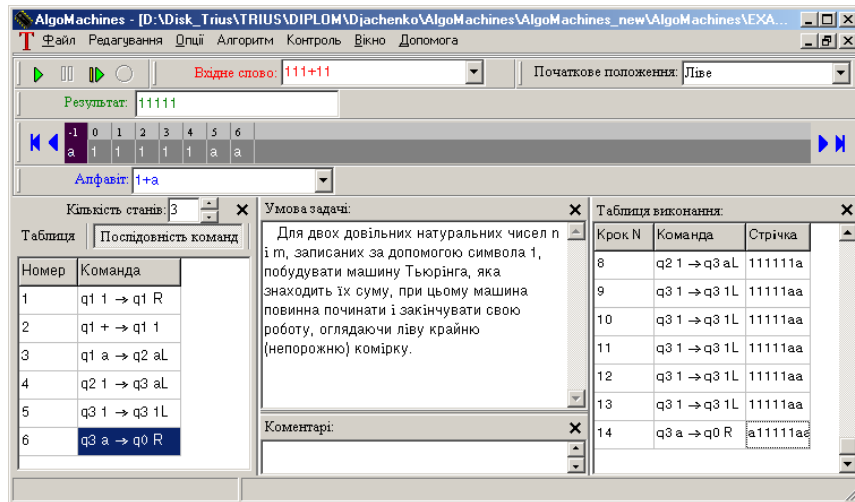 AlgoMachines - [D:\Disk_Trius\TRIUS\DIPLOM\Djachenko\AlgoMachines\AlgoMachines_new\AlgoMachines\EXA...
Файл Редагування Опції Алгоритм Контроль Вікно Допомога
Вхідне слово: 111+11 Початкове положення: Ліве
Результат: 11111
-1 0 1 2 3 4 5 6
a 1 1 1 1 1 a a
Алфавіт: 1+a
Кількість станів: 3
Таблиця Послідовність команд
Номер Команда
1 q1 1 → q1 R
2 q1 + → q1 1
3 q1 a → q2 aL
4 q2 1 → q3 aL
5 q3 1 → q3 1L
6 q3 a → q0 R
Умова задачі:
Для двох довільних натуральних чисел n
і m, записаних за допомогою символа 1,
побудувати машину Тьюрінга, яка
знаходить їх суму, при цьому машина
повинна починати і закінчувати свою
роботу, оглядаючи ліву крайню
(непорожню) комірку.
Коментарі:
Таблиця виконання:
Крок N Команда Стрічка
8 q2 1 → q3 aL 111111a
9 q3 1 → q3 1L 11111aa
10 q3 1 → q3 1L 11111aa
11 q3 1 → q3 1L 11111aa
12 q3 1 → q3 1L 11111aa
13 q3 1 → q3 1L 11111aa
14 q3 a → q0 R a11111aa